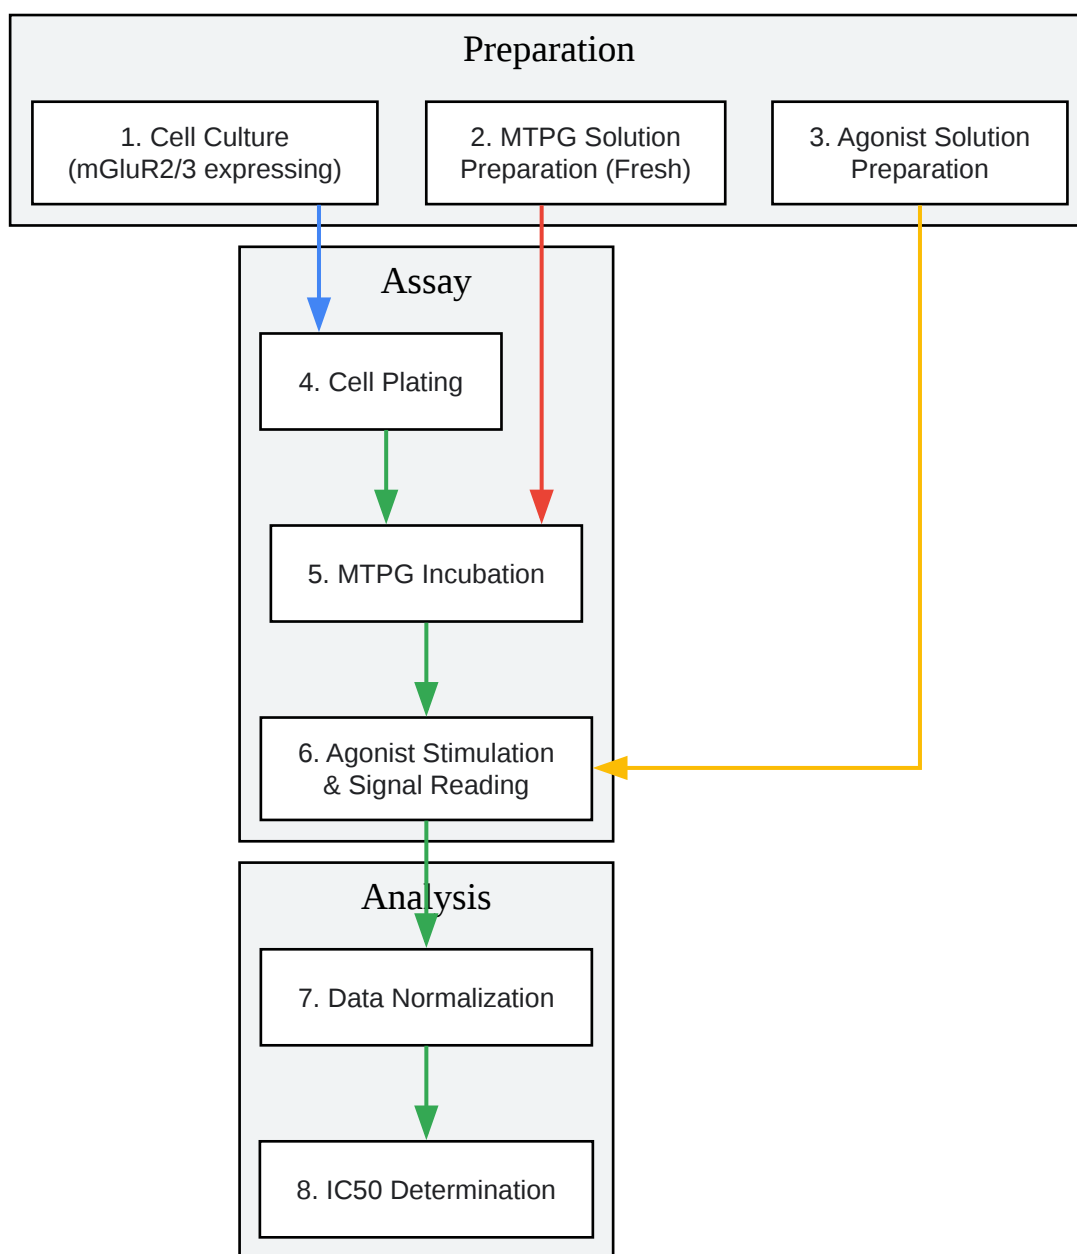 Preparation
1. Cell Culture
(mGluR2/3 expressing)
2. MTPG Solution
Preparation (Fresh)
3. Agonist Solution
Preparation
Assay
4. Cell Plating
5. MTPG Incubation
6. Agonist Stimulation
& Signal Reading
Analysis
7. Data Normalization
8. IC50 Determination